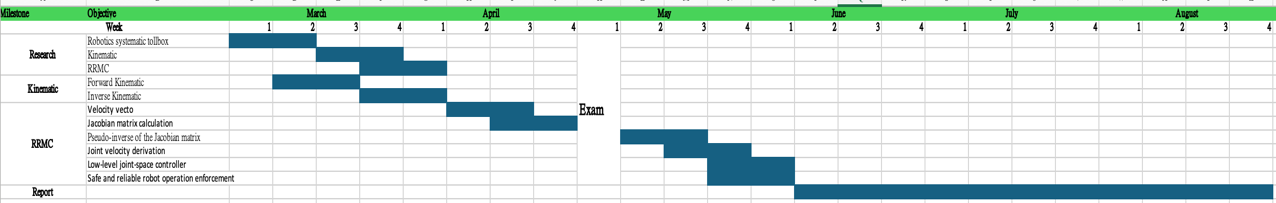 Milestone Objective March April May June July August
Week 1 2 3 4 1 2 3 4 1 2 3 4 1 2 3 4 1 2 3 4 1 2 3 4
Robotics systematic tollbox
Research Kinematic
RRMC
Forward Kinematic
Kinematic
Inverse Kinematic
Velocity vecto Exam
Jacobian matrix calculation
Pseudo-inverse of the Jacobian matrix
RRMC
Joint velocity derivation
Low-level joint-space controller
Safe and reliable robot operation enforcement
Report